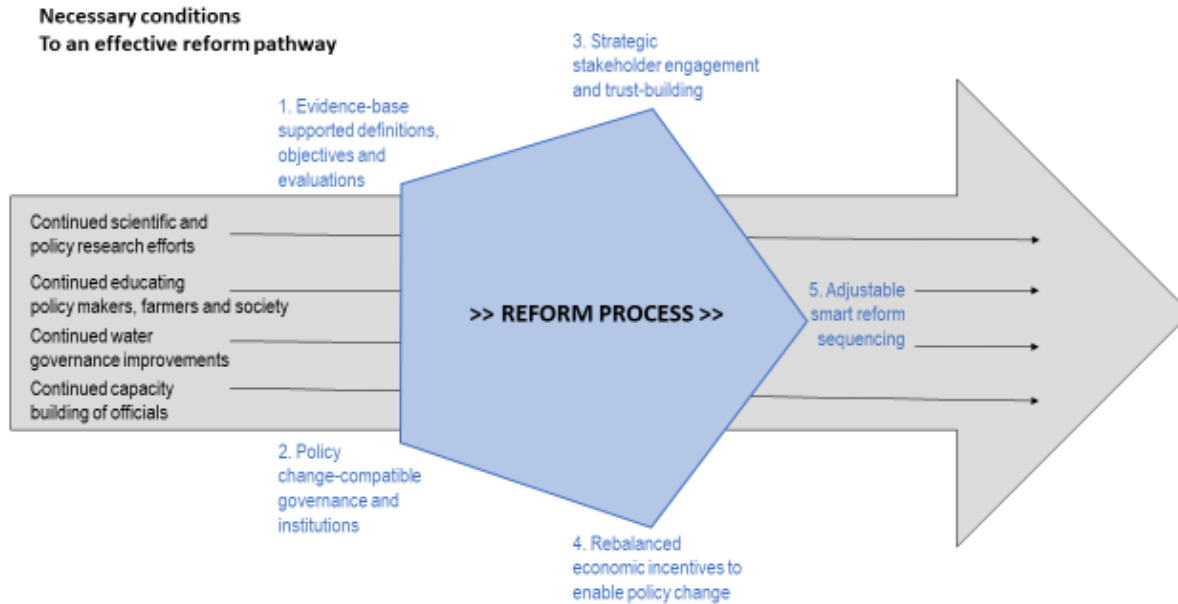 Necessary conditions
To an effective reform pathway
3. Strategic
stakeholder engagement
and trust-building
1. Evidence-base
supported definitions,
objectives and
evaluations
Continued scientific and
policy research efforts
Continued educating
policy makers, farmers and society
Continued water
governance improvements
Continued capacity
building of officials
>> REFORM PROCESS >>
5. Adjustable
smart reform
sequencing
2. Policy
change-compatible
governance and
institutions
4. Rebalanced
economic incentives to
enable policy change